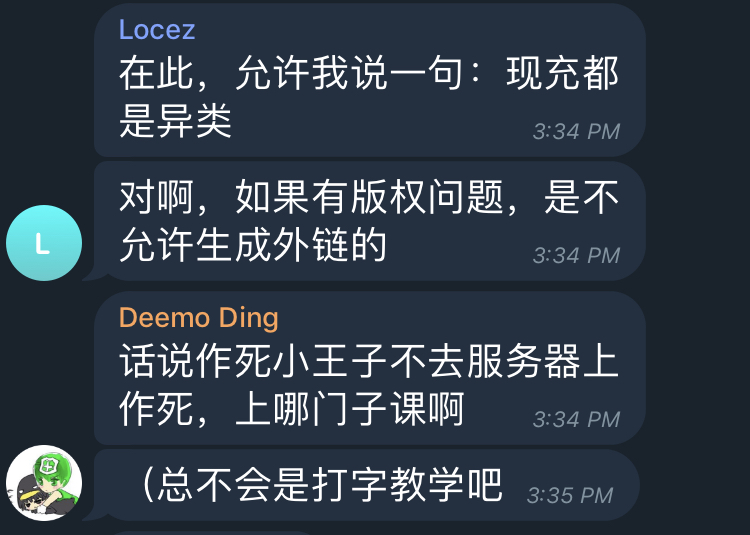 Locez
在此，允许我说一句：现充都
是异类
3:34 PM
对啊，如果有版权问题，是不
允许生成外链的
3:34 PM
L
Deemo Ding
话说作死小王子不去服务器上
作死，上哪门子课啊
3:34 PM
（总不会是打字教学吧
3:35 PM